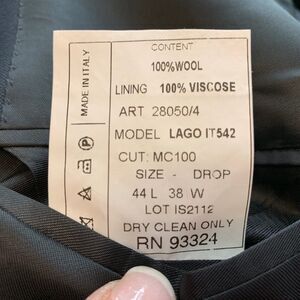 MADE IN ITALY
CONTENT
100%WOOL
LINING 100% VISCOSE
ART 28050/4
MODEL LAGO IT542
CUT: MC100
SIZE - DROP
44 L 38 W
LOT IS2112
DRY CLEAN ONLY
RN 93324